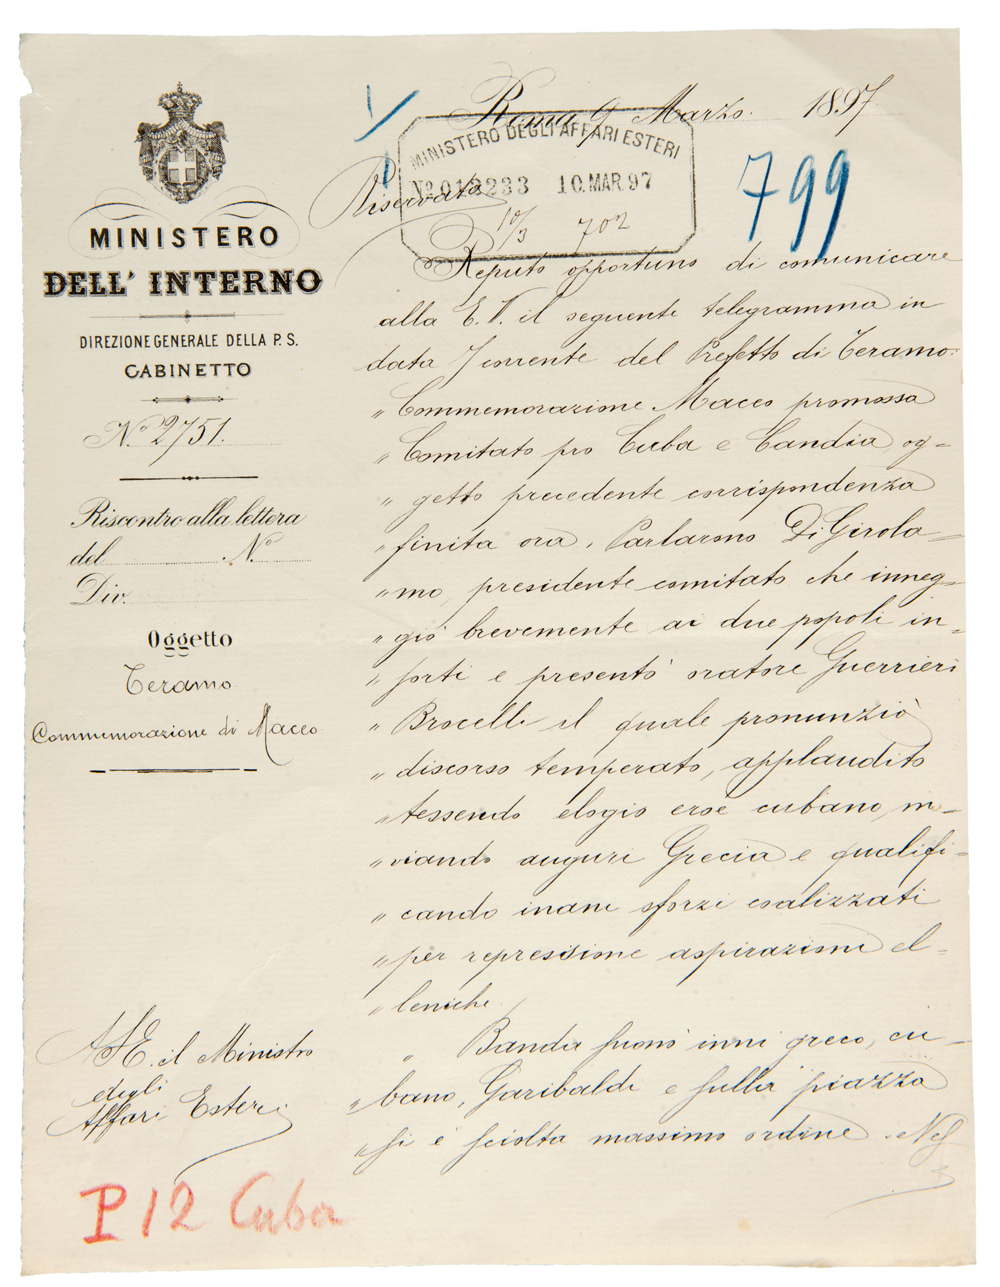 MINISTERO
DELL' INTERNO
DIREZIONE GENERALE DELLA P. S.
GABINETTO
N.º 2751.
Riscontro alla lettera
del N.º
Div.
Oggetto
Teramo
Commemorazione di Maceo
A S. E. il Ministro
degli
Affari Esteri
P 12 Cuba
Roma 9 Marzo 1897
MINISTERO DEGLI AFFARI ESTERI
Nº 012233 10. MAR. 97
10/3 702
799
Riservata
Reputo opportuno di comunicare
alla E. V. il seguente telegramma in
data 7 corrente del Prefetto di Teramo:
"Commemorazione Maceo promossa
"Comitato pro Cuba e Candia, og-
"getto precedente corrispondenza
"finita ora. Parlarono Di Girola-
"mo, presidente comitato che inneg-
"giò brevemente ai due popoli in-
"sorti e presentò oratore Guerrieri
"Brocelli il quale pronunziò
"discorso temperato, applaudito
"tessendo elogio eroe cubano, in-
"viando auguri Grecia e qualifi-
"cando inani sforzi coalizzati
"per repressione aspirazioni el-
"leniche.
" Banda suonò inni greco, cu-
"bano, Garibaldi e sulla piazza
"si è sciolta massimo ordine. Nes